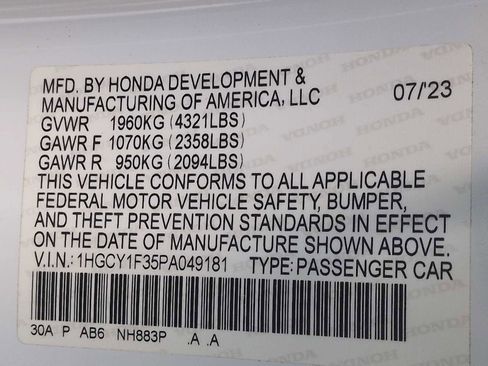 MFD. BY HONDA DEVELOPMENT &
MANUFACTURING OF AMERICA, LLC 07/'23
GVWR 1960KG (4321LBS)
GAWR F 1070KG (2358LBS)
GAWR R 950KG (2094LBS)
THIS VEHICLE CONFORMS TO ALL APPLICABLE
FEDERAL MOTOR VEHICLE SAFETY, BUMPER,
AND THEFT PREVENTION STANDARDS IN EFFECT
ON THE DATE OF MANUFACTURE SHOWN ABOVE.
V.I.N.: 1HGCY1F35PA049181 TYPE: PASSENGER CAR
30A P AB6 NH883P .A .A